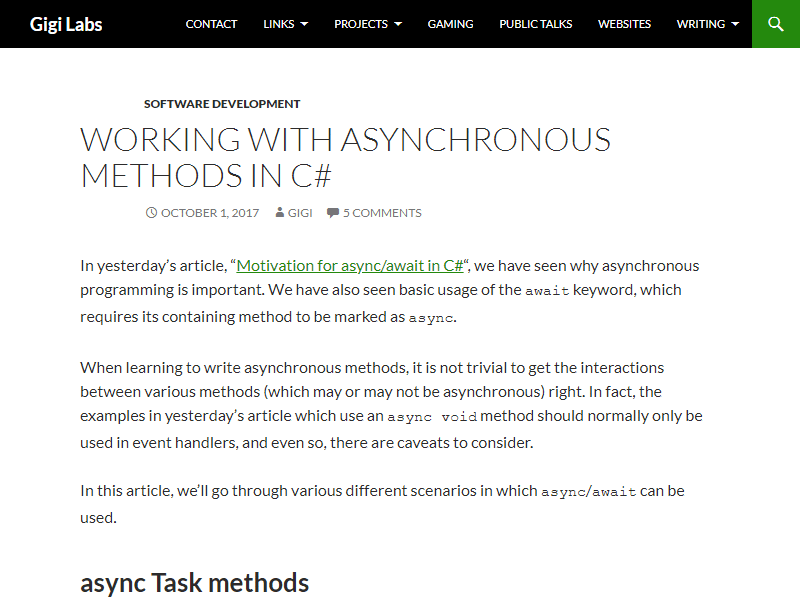 Gigi Labs
CONTACT
LINKS
PROJECTS
GAMING
PUBLIC TALKS
WEBSITES
WRITING
SOFTWARE DEVELOPMENT
WORKING WITH ASYNCHRONOUS
METHODS IN C#
OCTOBER 1, 2017 GIGI 5 COMMENTS
In yesterday’s article, “Motivation for async/await in C#“, we have seen why asynchronous
programming is important. We have also seen basic usage of the await keyword, which
requires its containing method to be marked as async.
When learning to write asynchronous methods, it is not trivial to get the interactions
between various methods (which may or may not be asynchronous) right. In fact, the
examples in yesterday’s article which use an async void method should normally only be
used in event handlers, and even so, there are caveats to consider.
In this article, we’ll go through various different scenarios in which async/await can be
used.
async Task methods